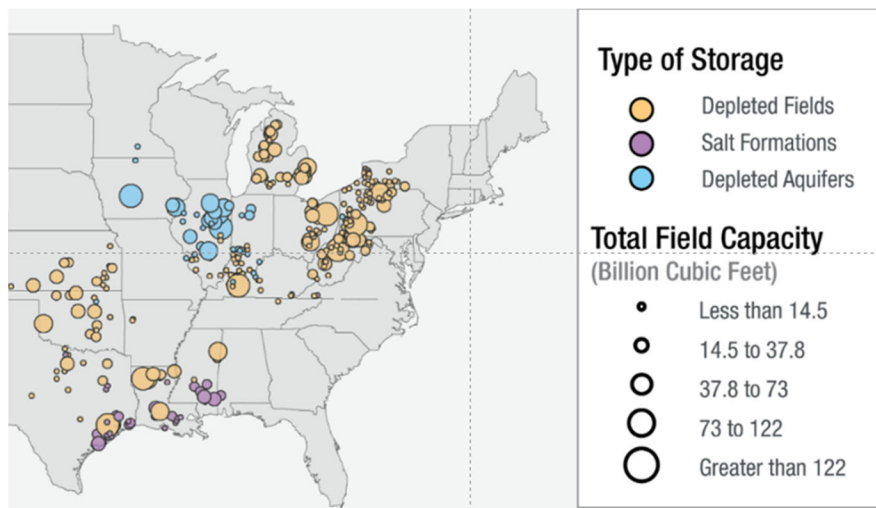 Type of Storage
Depleted Fields
Salt Formations
Depleted Aquifers
Total Field Capacity
(Billion Cubic Feet)
Less than 14.5
14.5 to 37.8
37.8 to 73
73 to 122
Greater than 122